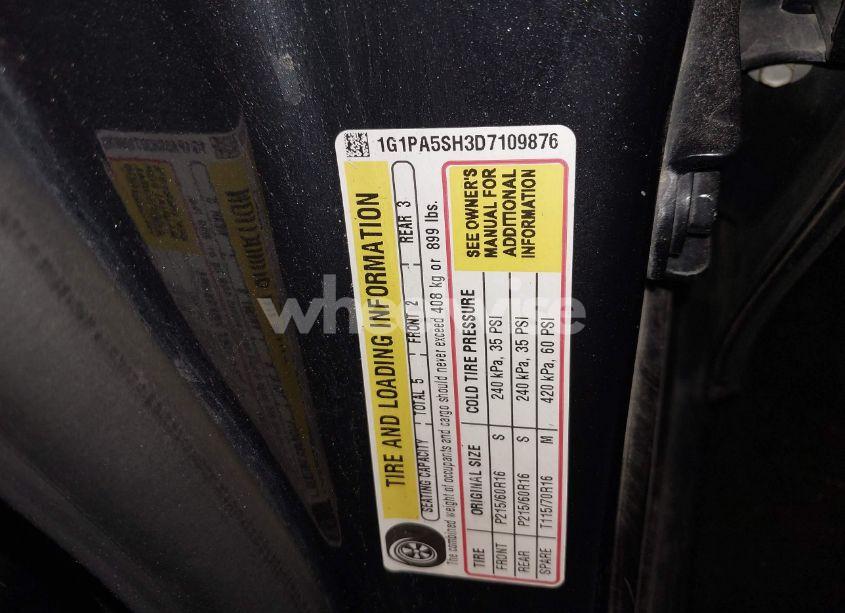 1G1PA5SH3D7109876
TIRE AND LOADING INFORMATION
SEATING CAPACITY TOTAL 5 FRONT 2 REAR 3
The combined weight of occupants and cargo should never exceed 408 kg or 899 lbs.
TIRE ORIGINAL SIZE COLD TIRE PRESSURE
FRONT P215/60R16 S 240 kPa, 35 PSI
REAR P215/60R16 S 240 kPa, 35 PSI
SPARE T115/70R16 M 420 kPa, 60 PSI
SEE OWNER'S
MANUAL FOR
ADDITIONAL
INFORMATION